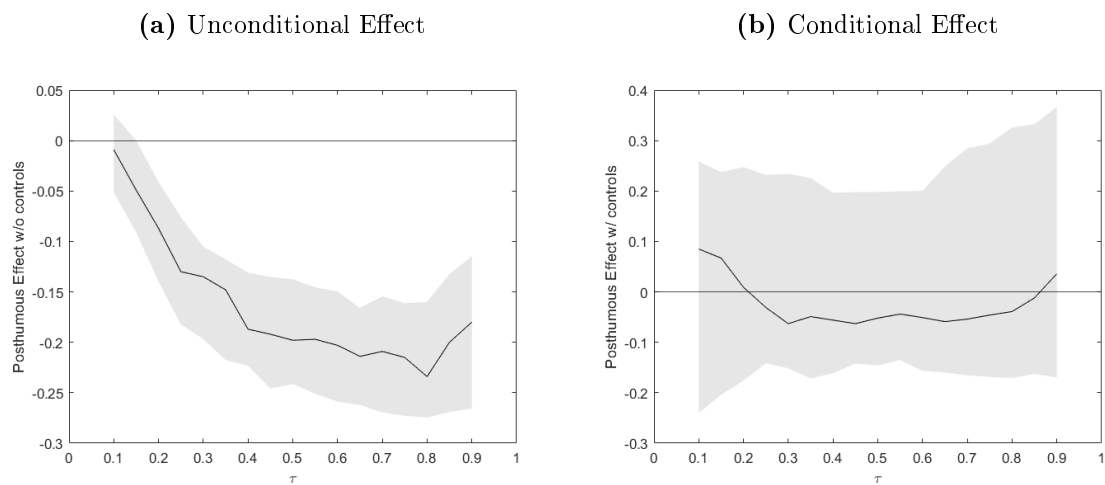 (a) Unconditional Effect
0.05
0
-0.05
-0.1
-0.15
-0.2
-0.25
-0.3
Posthumous Effect w/o controls
0 0.1 0.2 0.3 0.4 0.5 0.6 0.7 0.8 0.9 1
τ
(b) Conditional Effect
0.4
0.3
0.2
0.1
0
-0.1
-0.2
-0.3
Posthumous Effect w/ controls
0 0.1 0.2 0.3 0.4 0.5 0.6 0.7 0.8 0.9 1
τ